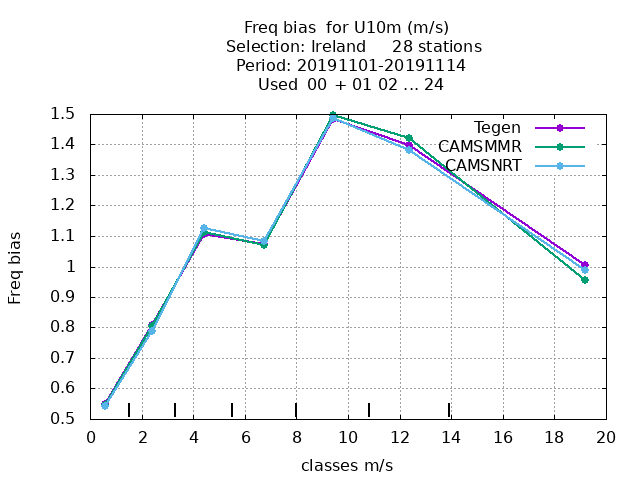 Freq bias  for U10m (m/s)
Selection: Ireland     28 stations
Period: 20191101-20191114
Used  00  + 01 02 ... 24
Freq bias
1.5
1.4
1.3
1.2
1.1
1
0.9
0.8
0.7
0.6
0.5
Tegen
CAMSMMR
CAMSNRT
0 2 4 6 8 10 12 14 16 18 20
classes m/s